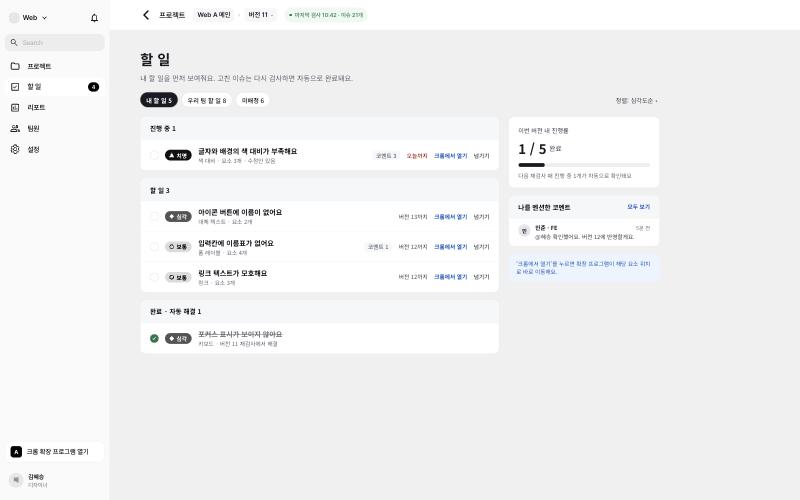 Web
Search
프로젝트
할 일
4
리포트
팀원
설정
A 크롬 확장 프로그램 열기
혜
김혜승
디자이너
프로젝트
Web A 메인
버전 11
마지막 검사 10:42 · 이슈 21개
할 일
내 할 일을 먼저 보여줘요. 고친 이슈는 다시 검사하면 자동으로 완료돼요.
내 할 일 5
우리 팀 할 일 8
미배정 6
정렬: 심각도순
진행 중 1
치명
글자와 배경의 색 대비가 부족해요
색 대비 · 요소 3개 · 수정안 있음
코멘트 3
오늘까지
크롬에서 열기
넘기기
할 일 3
심각
아이콘 버튼에 이름이 없어요
대체 텍스트 · 요소 2개
버전 13까지
크롬에서 열기
넘기기
보통
입력칸에 이름표가 없어요
폼 레이블 · 요소 4개
코멘트 1
버전 12까지
크롬에서 열기
넘기기
보통
링크 텍스트가 모호해요
링크 · 요소 3개
버전 12까지
크롬에서 열기
넘기기
완료 · 자동 해결 1
심각
포커스 표시가 보이지 않아요
키보드 · 버전 11 재검사에서 해결
이번 버전 내 진행률
1 / 5 완료
다음 재검사 때 진행 중 1개가 자동으로 확인돼요
나를 멘션한 코멘트
모두 보기
민
민준 · FE
5분 전
@혜승 확인했어요. 버전 12에 반영할게요.
'크롬에서 열기'를 누르면 확장 프로그램이 해당 요소 위치
로 바로 이동해요.